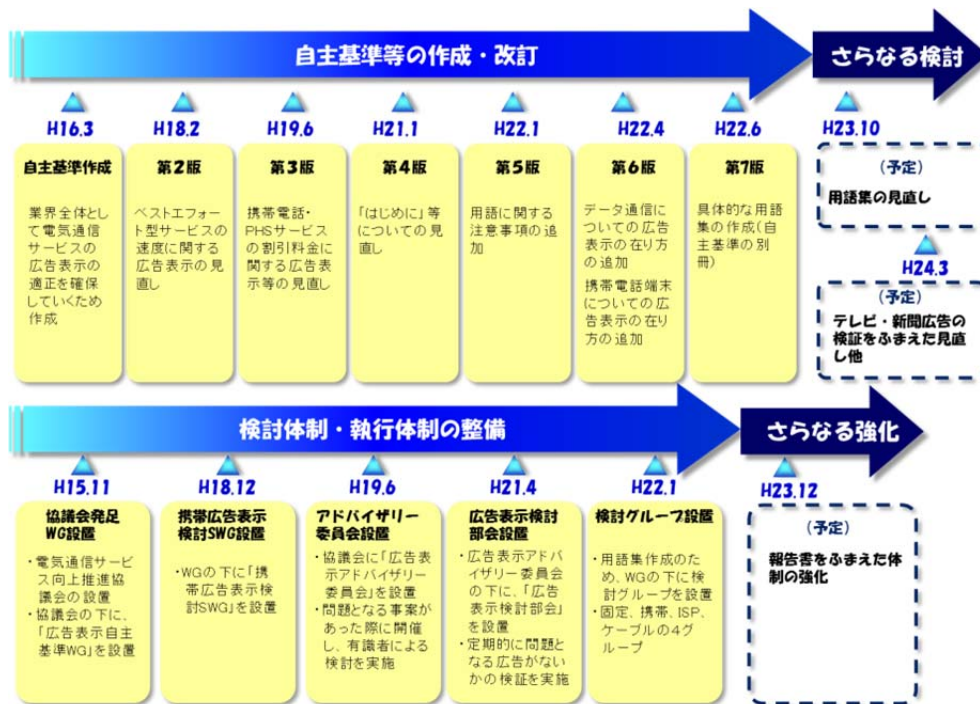 自主基準等の作成・改訂
さらなる検討
H16.3
H18.2
H19.6
H21.1
H22.1
H22.4
H22.6
H23.10
自主基準作成
業界全体とし
て電気通信
サービスの
広告表示の
適正を確保
していくため
作成
第2版
ベストエフォー
ト型サービスの
速度に関する
広告表示の見
直し
第3版
携帯電話・
PHSサービス
の割引料金に
関する広告表
示等の見直し
第4版
「はじめに」等
についての見
直し
第5版
用語に関する
注意事項の追
加
第6版
データ通信に
ついての広告
表示の在り方
の追加
携帯電話端末
についての広
告表示の在り
方の追加
第7版
具体的な用語
集の作成(自
主基準の別
冊)
(予定)
用語集の見直し
H24.3
(予定)
テレビ・新聞広告の
検証をふまえた見直
し他
検討体制・執行体制の整備
さらなる強化
H15.11
H18.12
H19.6
H21.4
H22.1
H23.12
協議会発足
WG設置
・電気通信サービ
ス向上推進協
議会の設置
・協議会の下に、
「広告表示自主
基準WG」を設置
携帯広告表示
検討SWG設置
・WGの下に「携
帯広告表示検
討SWG」を設置
アドバイザリー
委員会設置
・協議会に「広告表
示アドバイザリー
委員会」を設置
・問題となる事案が
あった際に開催
し、有識者による
検討を実施
広告表示検討
部会設置
・広告表示アドバ
イザリー委員会
の下に、「広告
表示検討部会」
を設置
・定期的に問題と
なる広告がない
かの検証を実施
検討グループ設置
・用語集作成のた
め、WGの下に検
討グループを設置
・固定、携帯、ISP、
ケーブルの4グ
ループ
(予定)
報告書をふまえた体
制の強化